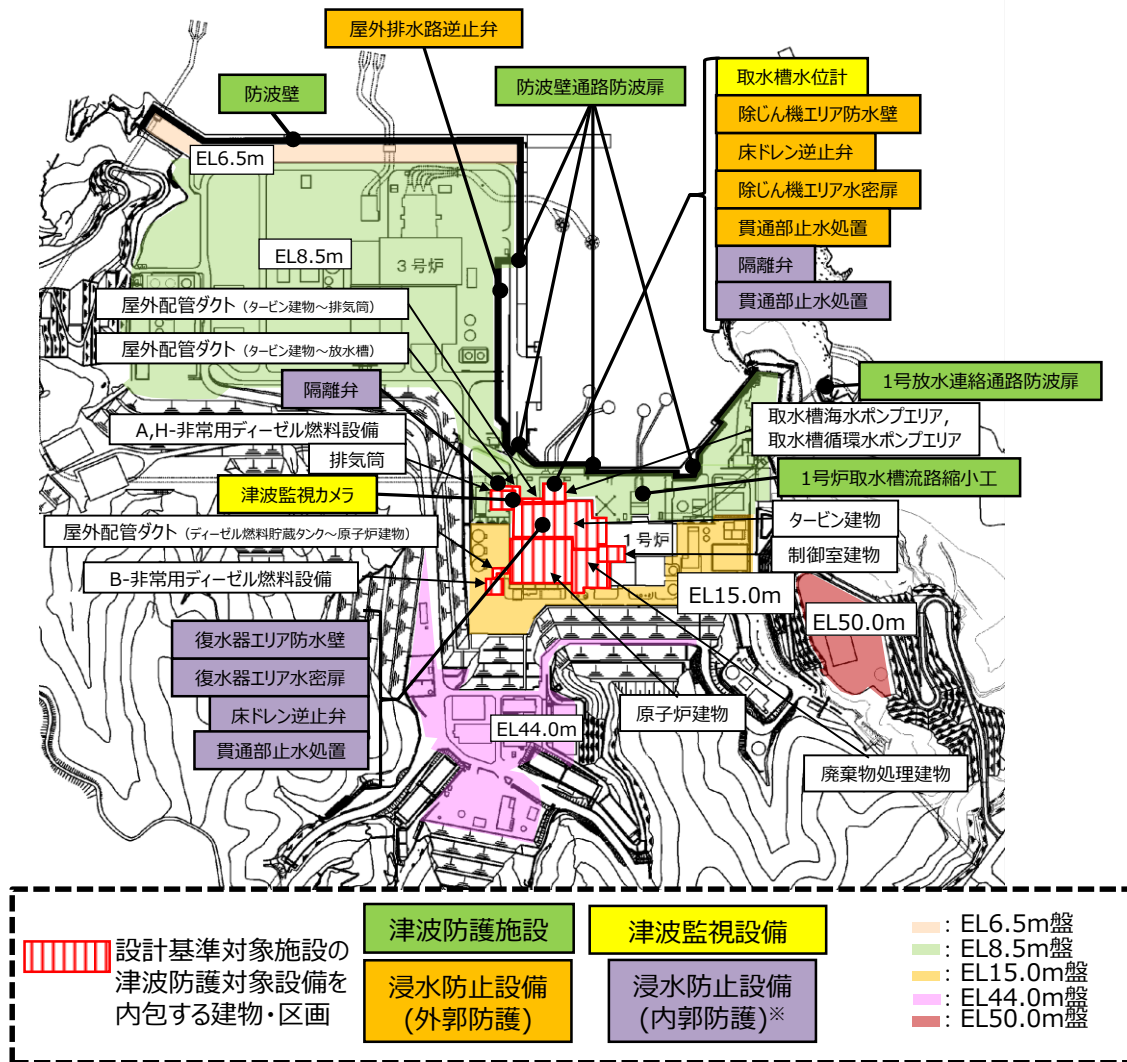 屋外排水路逆止弁
防波壁
防波壁通路防波扉
取水槽水位計
除じん機エリア防水壁
床ドレン逆止弁
除じん機エリア水密扉
貫通部止水処置
隔離弁
貫通部止水処置
EL6.5m
EL8.5m
3号炉
屋外配管ダクト（タービン建物～排気筒）
屋外配管ダクト（タービン建物～放水槽）
隔離弁
A,H-非常用ディーゼル燃料設備
排気筒
津波監視カメラ
屋外配管ダクト（ディーゼル燃料貯蔵タンク～原子炉建物）
B-非常用ディーゼル燃料設備
1号放水連絡通路防波扉
取水槽海水ポンプエリア,
取水槽循環水ポンプエリア
1号炉取水槽流路縮小工
タービン建物
1号炉
制御室建物
EL15.0m
EL50.0m
復水器エリア防水壁
復水器エリア水密扉
床ドレン逆止弁
貫通部止水処置
EL44.0m
原子炉建物
廃棄物処理建物
：設計基準対象施設の
津波防護対象設備を
内包する建物・区画
津波防護施設
津波監視設備
浸水防止設備
(外郭防護)
浸水防止設備
(内郭防護)※
：EL6.5m盤
：EL8.5m盤
：EL15.0m盤
：EL44.0m盤
：EL50.0m盤